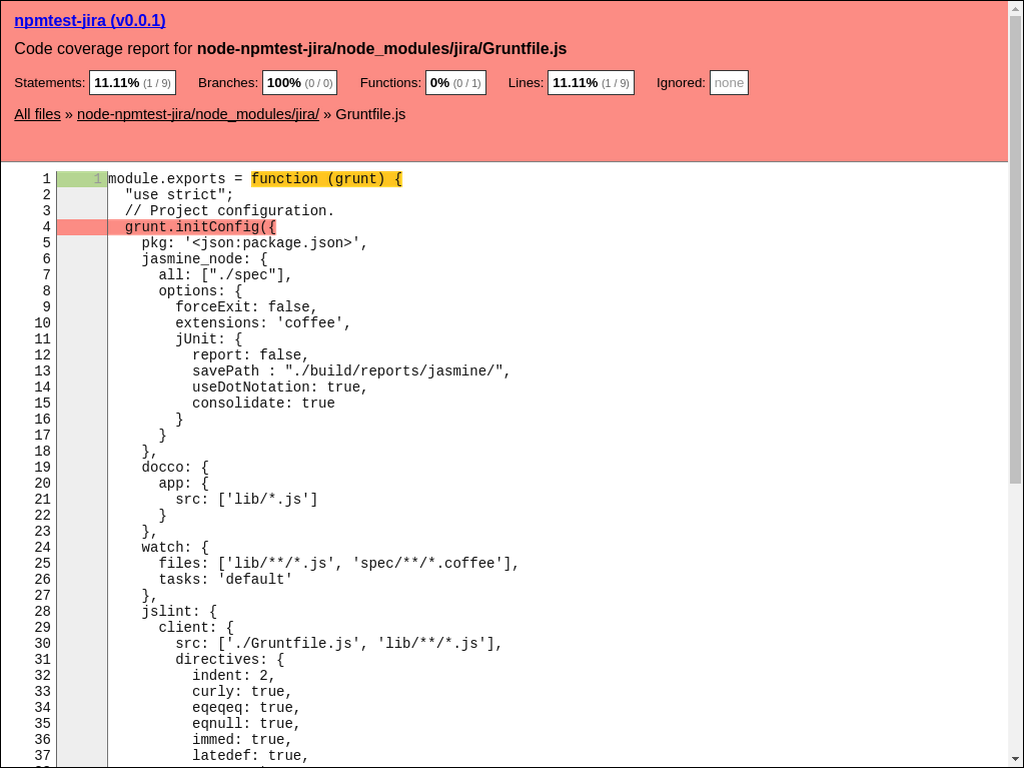 npmtest-jira (v0.0.1)
Code coverage report for node-npmtest-jira/node_modules/jira/Gruntfile.js
Statements: 11.11% (1 / 9) Branches: 100% (0 / 0) Functions: 0% (0 / 1) Lines: 11.11% (1 / 9) Ignored: none
All files » node-npmtest-jira/node_modules/jira/ » Gruntfile.js
1 1 module.exports = function (grunt) {
2 "use strict";
3 // Project configuration.
4 grunt.initConfig({
5 pkg: '<json:package.json>',
6 jasmine_node: {
7 all: ["./spec"],
8 options: {
9 forceExit: false,
10 extensions: 'coffee',
11 jUnit: {
12 report: false,
13 savePath : "./build/reports/jasmine/",
14 useDotNotation: true,
15 consolidate: true
16 }
17 }
18 },
19 docco: {
20 app: {
21 src: ['lib/*.js']
22 }
23 },
24 watch: {
25 files: ['lib/**/*.js', 'spec/**/*.coffee'],
26 tasks: 'default'
27 },
28 jslint: {
29 client: {
30 src: ['./Gruntfile.js', 'lib/**/*.js'],
31 directives: {
32 indent: 2,
33 curly: true,
34 eqeqeq: true,
35 eqnull: true,
36 immed: true,
37 latedef: true,